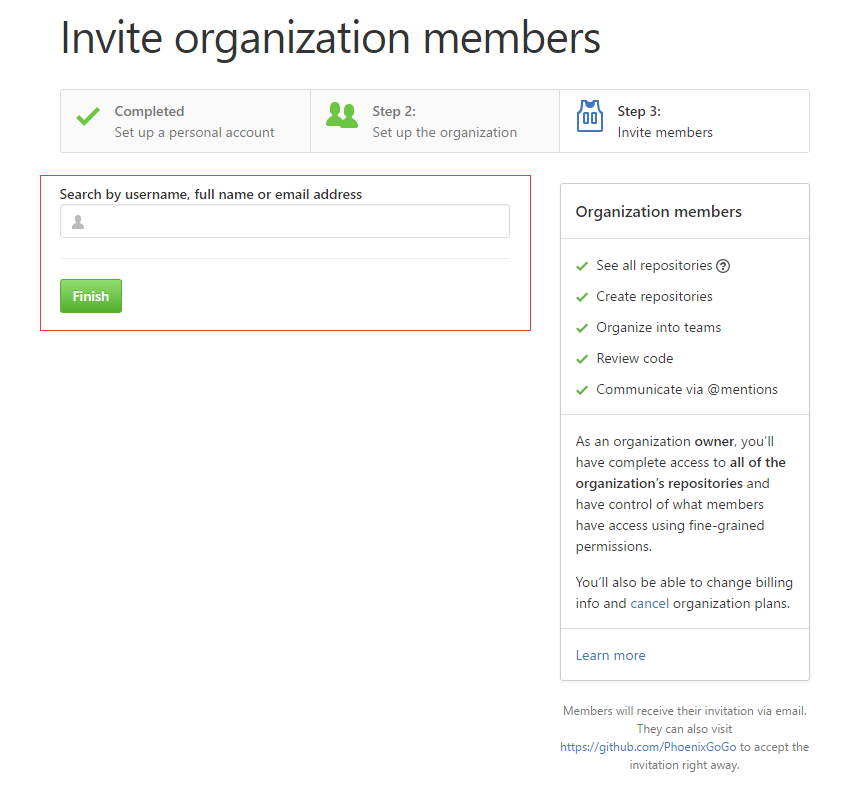 Invite organization members
Completed
Set up a personal account
Step 2:
Set up the organization
Step 3:
Invite members
Search by username, full name or email address
Finish
Organization members
See all repositories
Create repositories
Organize into teams
Review code
Communicate via @mentions
As an organization owner, you’ll
have complete access to all of the
organization’s repositories and
have control of what members
have access using fine-grained
permissions.
You’ll also be able to change billing
info and cancel organization plans.
Learn more
Members will receive their invitation via email.
They can also visit
https://github.com/PhoenixGoGo to accept the
invitation right away.